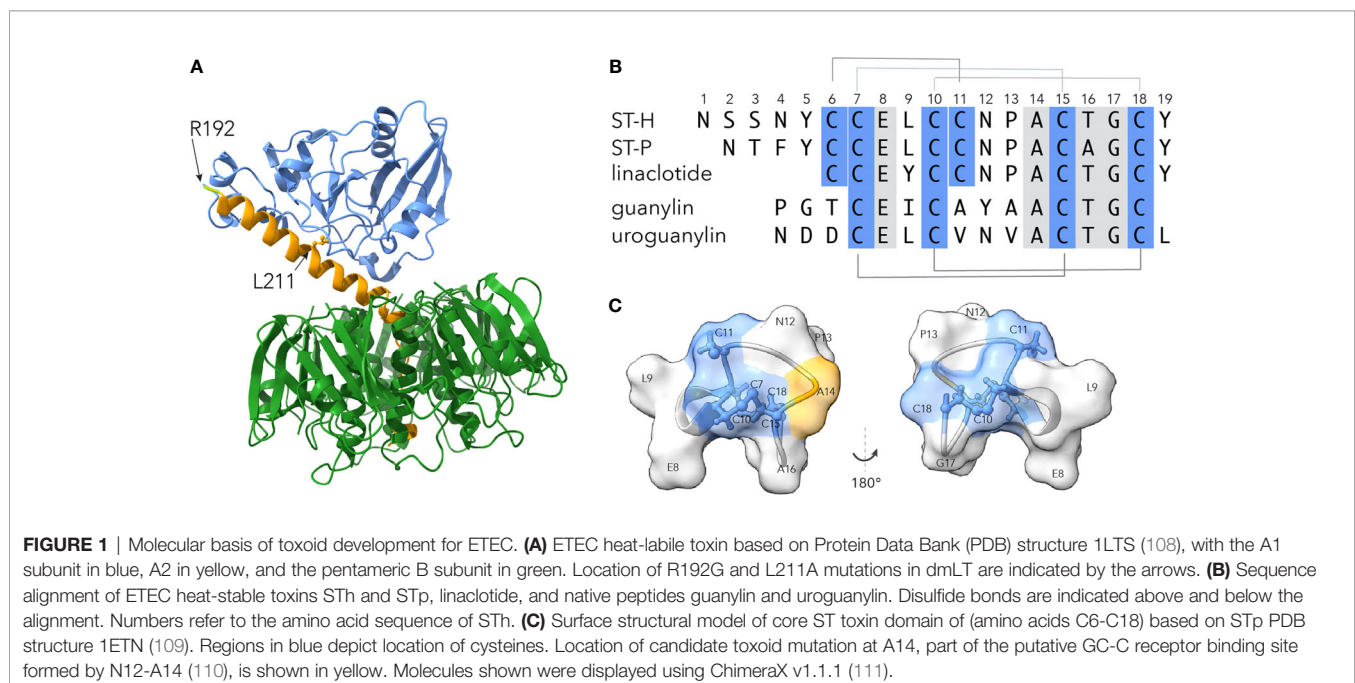 A
R192
L211
B
1 2 3 4 5 6 7 8 9 10 11 12 13 14 15 16 17 18 19
ST-H N S S N Y C C E L C C N P A C T G C Y
ST-P N T F Y C C E L C C N P A C A G C Y
linaclotide C C E Y C C N P A C T G C Y
guanylin P G T C E I C A Y A A C T G C
uroguanylin N D D C E L C V N V A C T G C L
C
N12
C11
P13
L9
C7
C18
A14
C10
C15
E8
A16
180°
N12
C11
P13
L9
C18
C10
G17
E8
FIGURE 1 | Molecular basis of toxoid development for ETEC. (A) ETEC heat-labile toxin based on Protein Data Bank (PDB) structure 1LTS (108), with the A1
subunit in blue, A2 in yellow, and the pentameric B subunit in green. Location of R192G and L211A mutations in dmLT are indicated by the arrows. (B) Sequence
alignment of ETEC heat-stable toxins STh and STp, linaclotide, and native peptides guanylin and uroguanylin. Disulfide bonds are indicated above and below the
alignment. Numbers refer to the amino acid sequence of STh. (C) Surface structural model of core ST toxin domain of (amino acids C6-C18) based on STp PDB
structure 1ETN (109). Regions in blue depict location of cysteines. Location of candidate toxoid mutation at A14, part of the putative GC-C receptor binding site
formed by N12-A14 (110), is shown in yellow. Molecules shown were displayed using ChimeraX v1.1.1 (111).